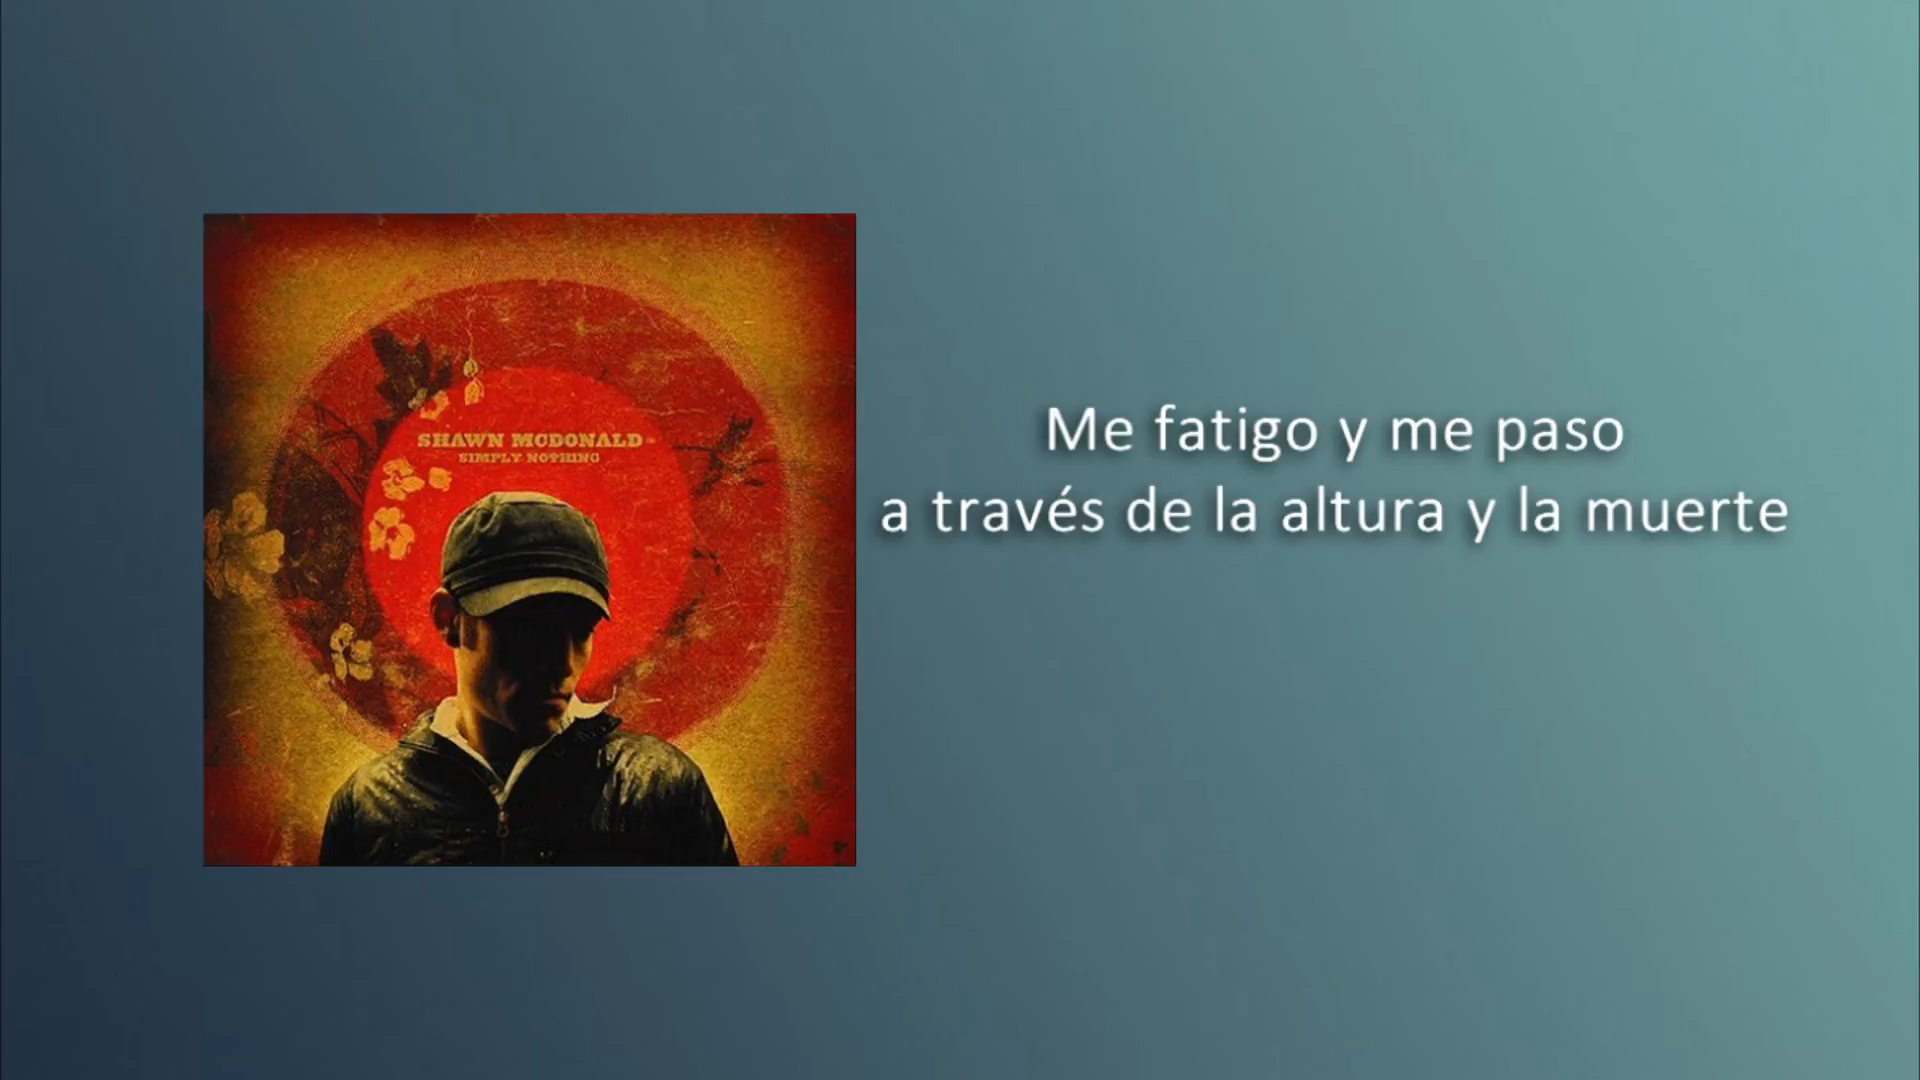 SHAWN MCDONALD
SIMPLY NOTHING
Me fatigo y me paso
a través de la altura y la muerte